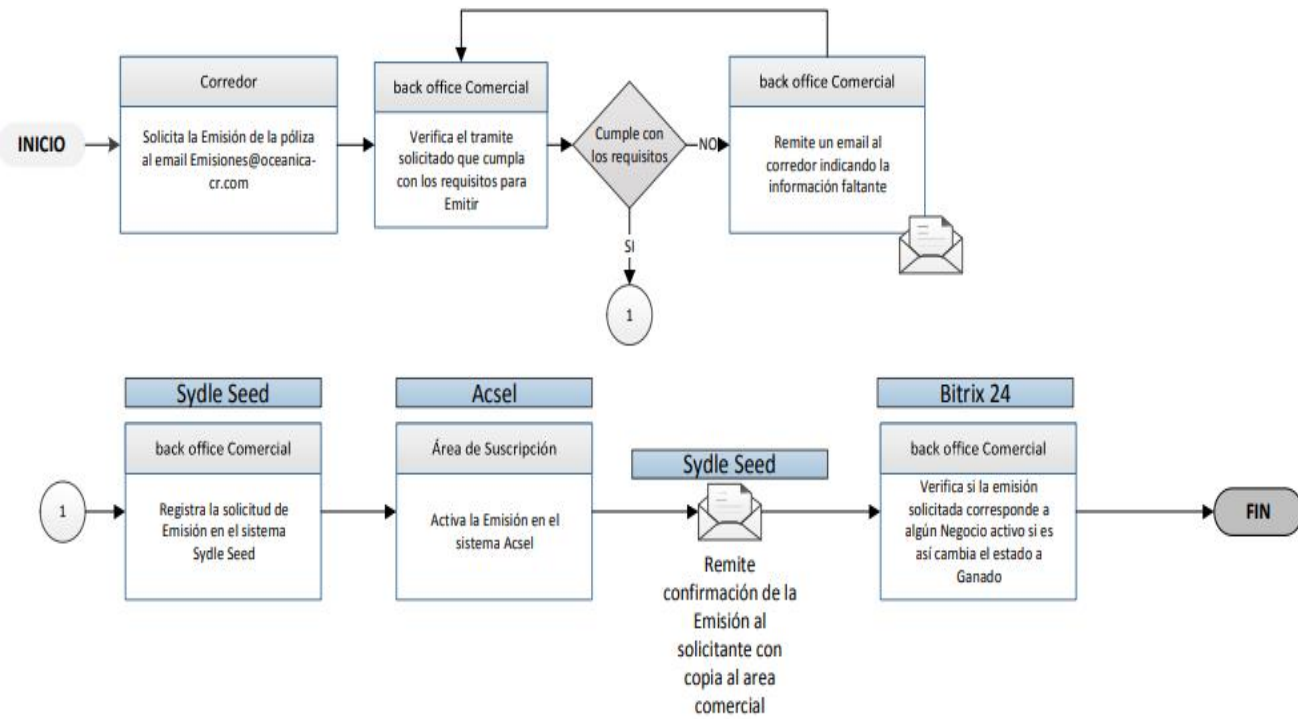 INICIO
Corredor
Solicita la Emisión de la póliza
al email Emisiones@oceanica-
cr.com
back office Comercial
Verifica el tramite
solicitado que cumpla
con los requisitos para
Emitir
Cumple con
los requisitos
NO
back office Comercial
Remite un email al
corredor indicando la
información faltante
SI
1
Sydle Seed
back office Comercial
1
Registra la solicitud de
Emisión en el sistema
Sydle Seed
Acsel
Área de Suscripción
Activa la Emisión en el
sistema Acsel
Sydle Seed
Remite
confirmación de la
Emisión al
solicitante con
copia al area
comercial
Bitrix 24
back office Comercial
Verifica si la emisión
solicitada corresponde a
algún Negocio activo si es
así cambia el estado a
Ganado
FIN